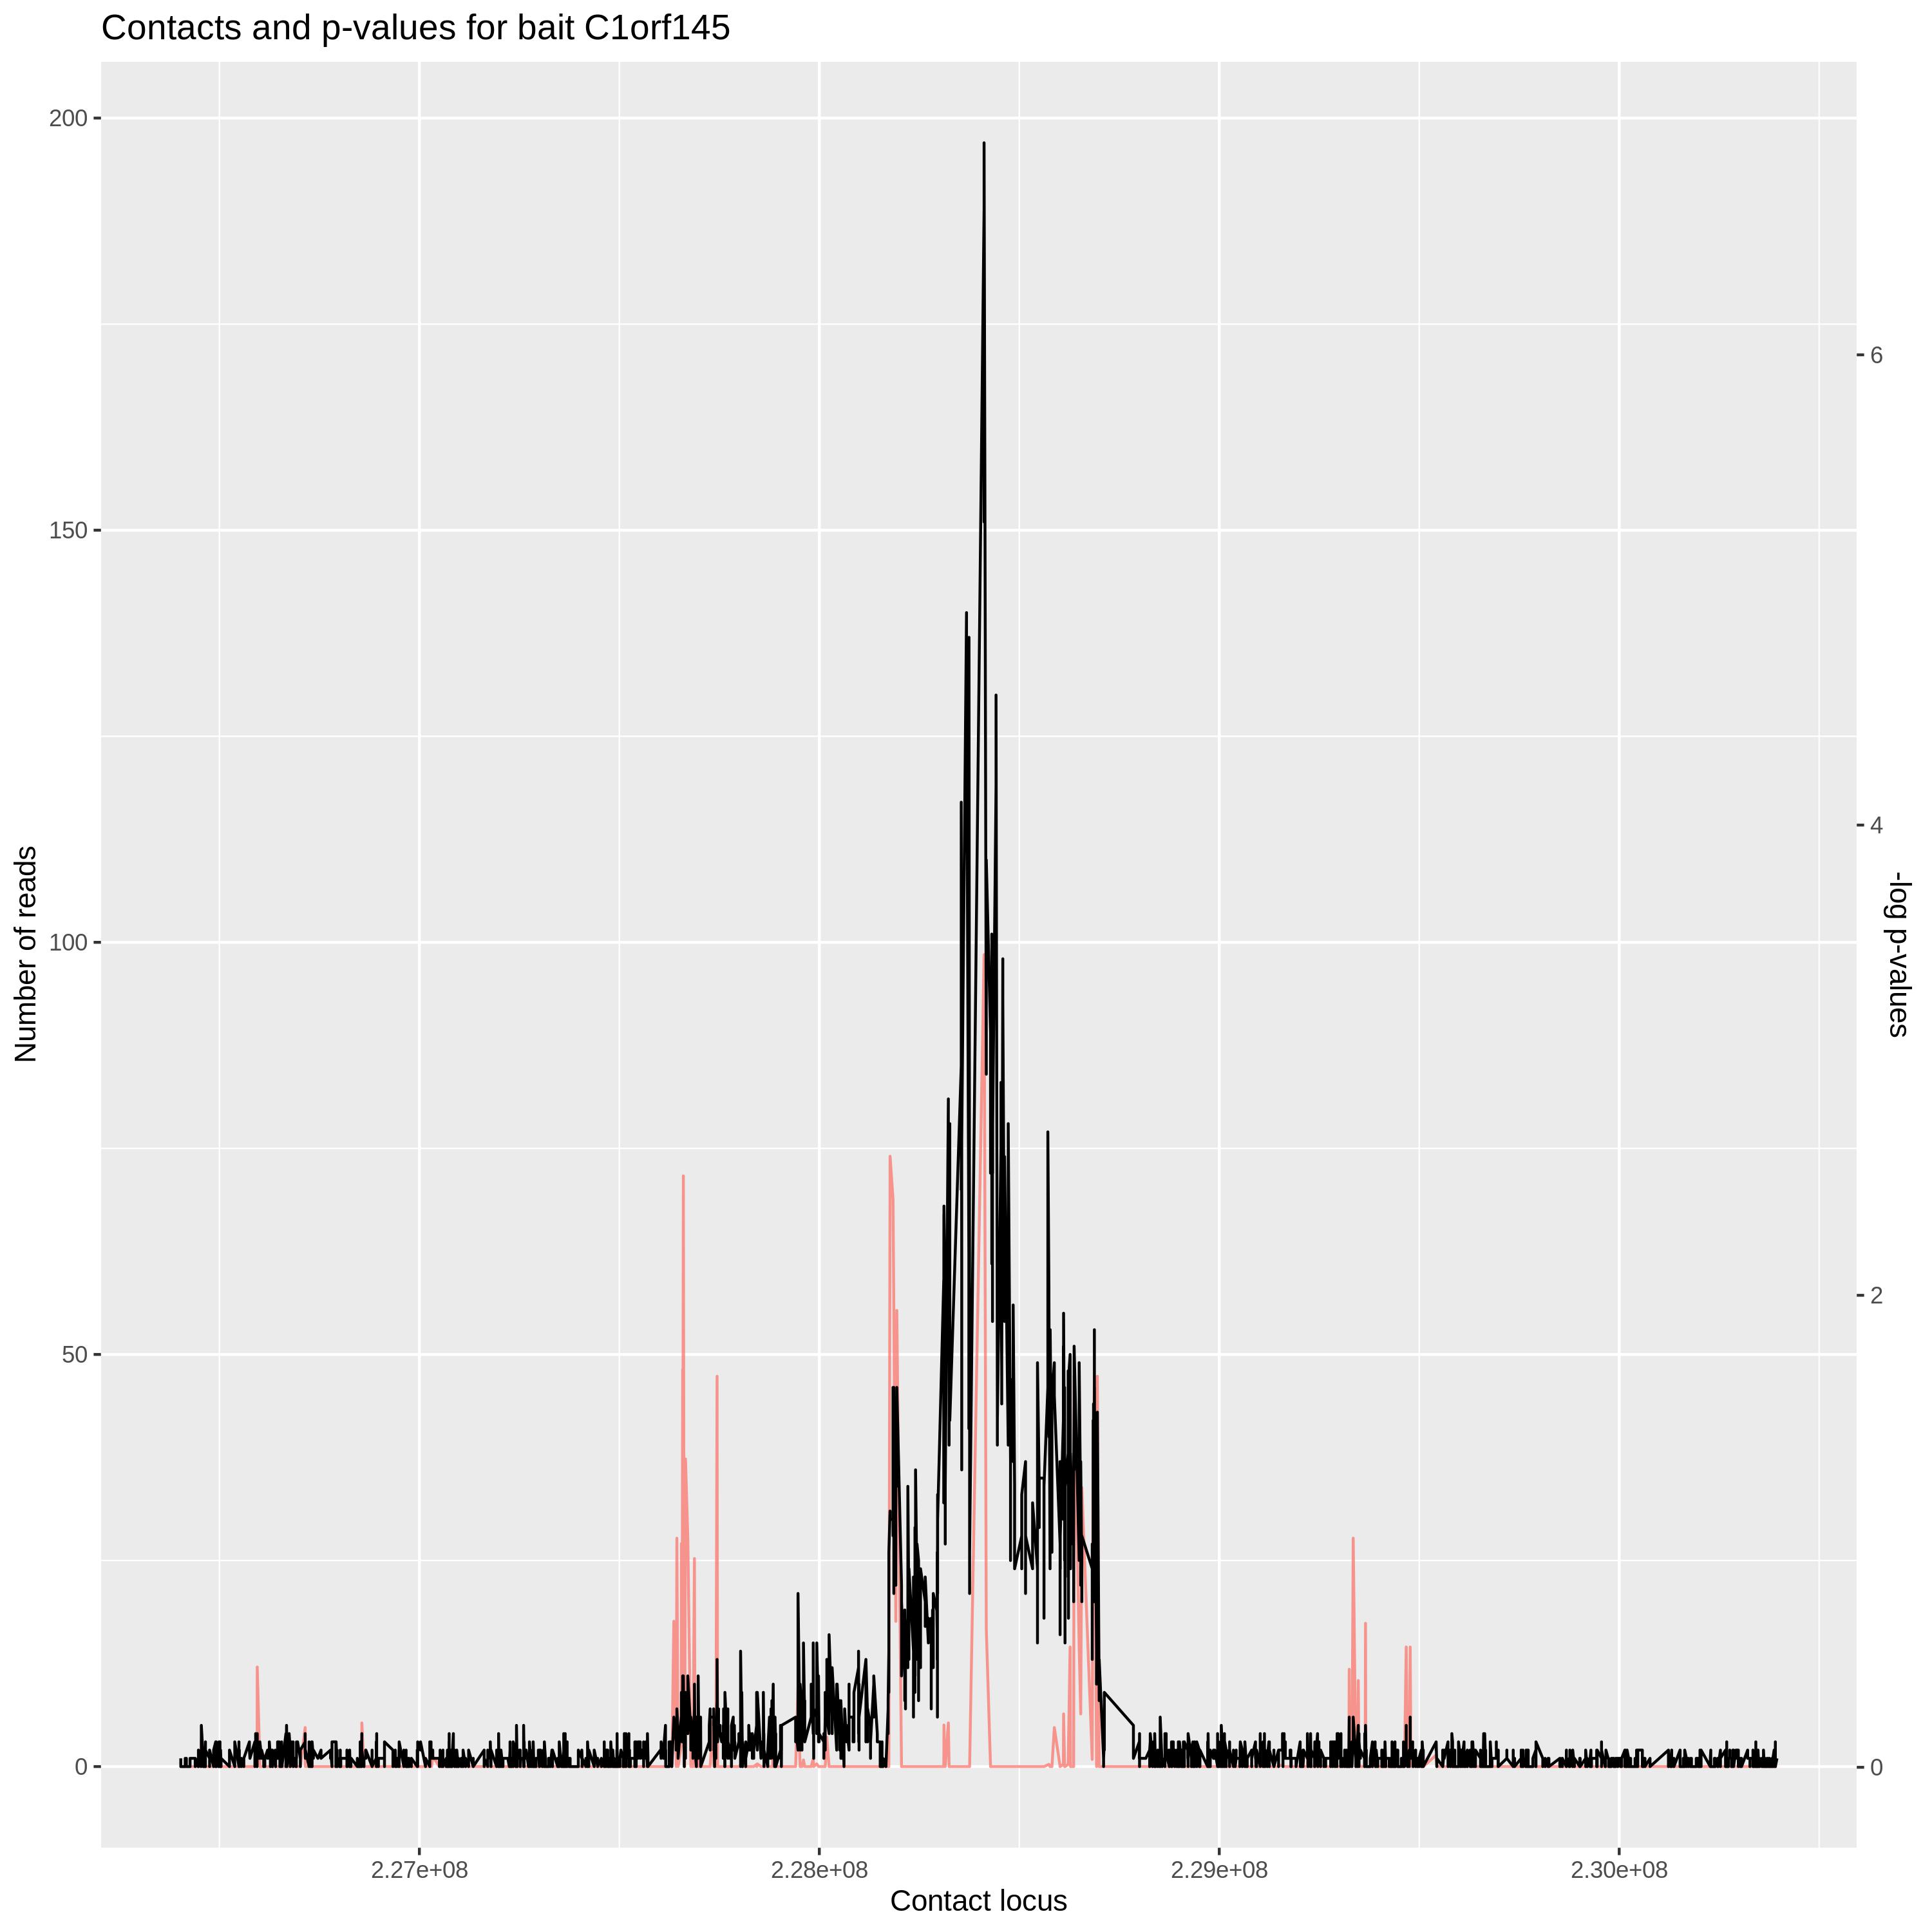 Contacts and p-values for bait C1orf145
200
150
100
50
0
Number of reads
6
4
2
0
-log p-values
2.27e+08
2.28e+08
2.29e+08
2.30e+08
Contact locus